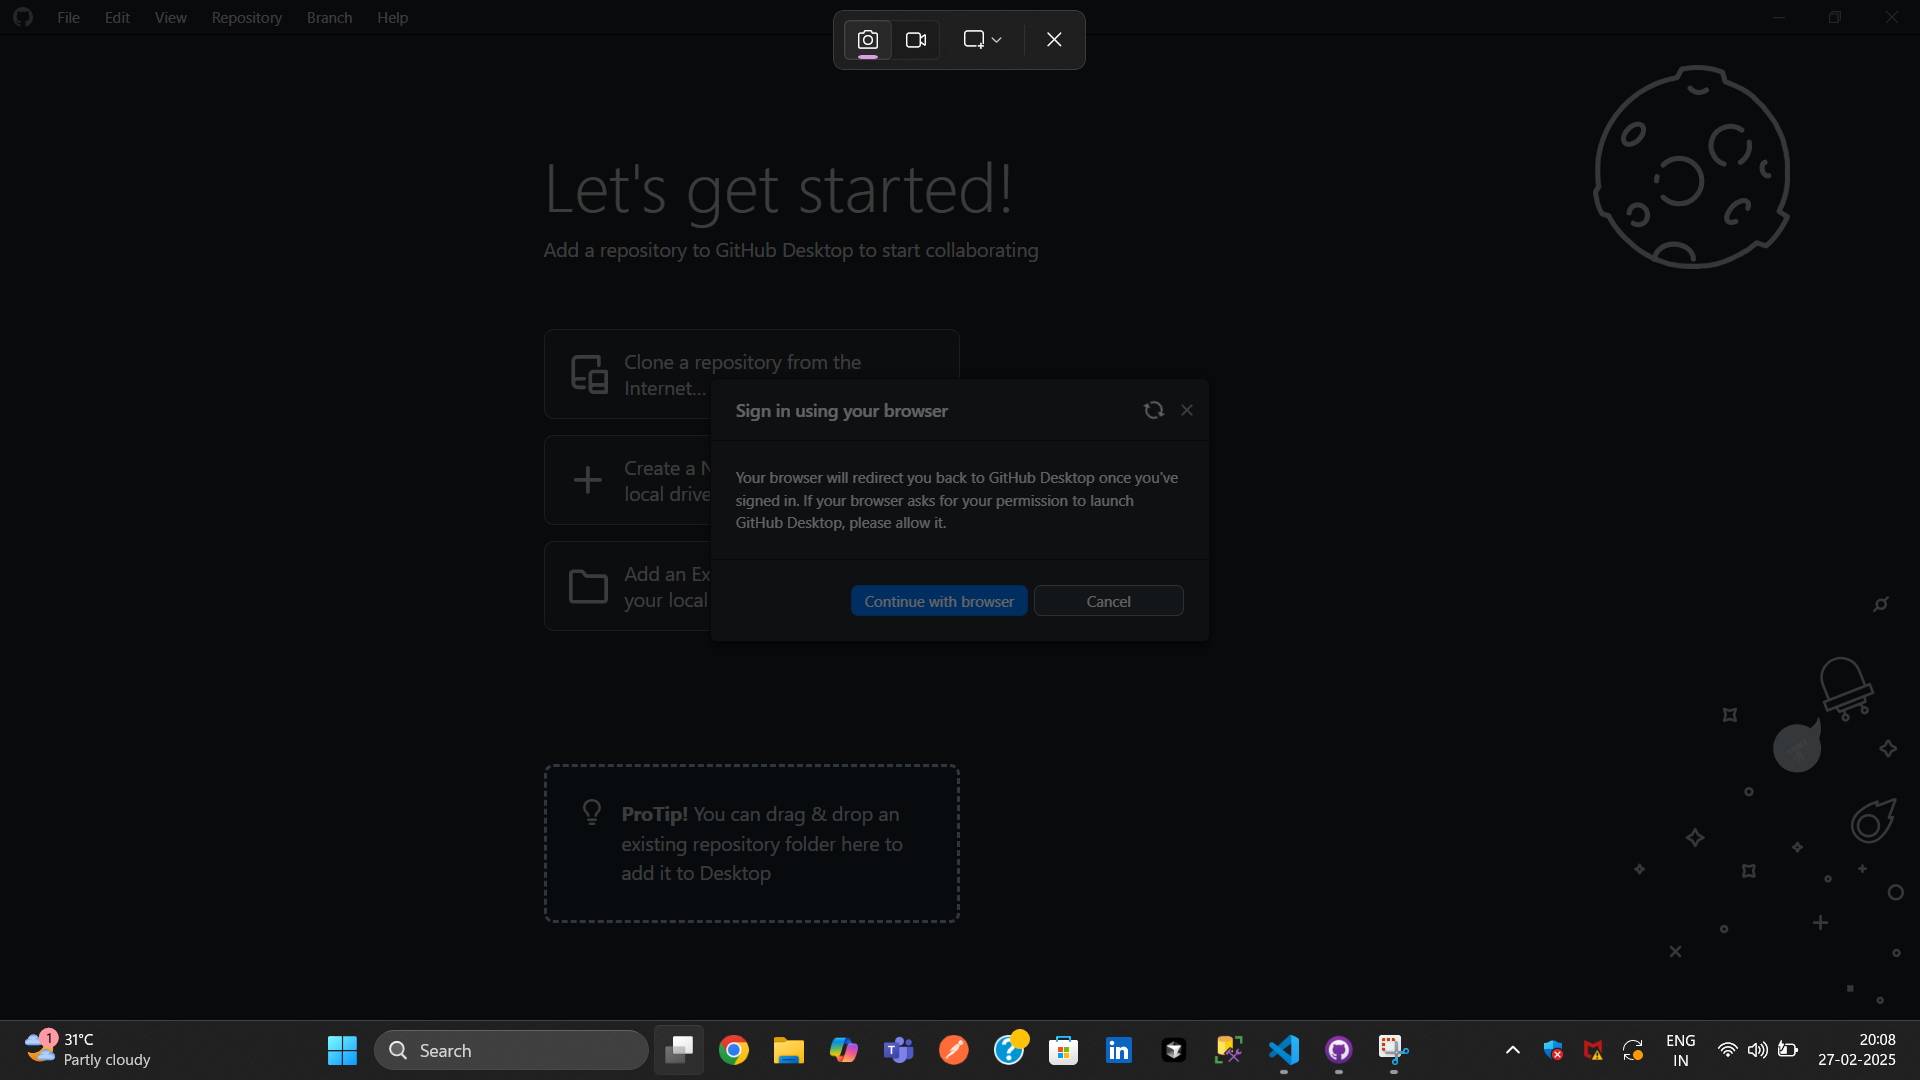 File Edit View Repository Branch Help
Let's get started!
Add a repository to GitHub Desktop to start collaborating
Clone a repository from the
Internet...
Create a N
local drive
Add an Ex
your local
Sign in using your browser
Your browser will redirect you back to GitHub Desktop once you've
signed in. If your browser asks for your permission to launch
GitHub Desktop, please allow it.
Continue with browser Cancel
ProTip! You can drag & drop an
existing repository folder here to
add it to Desktop
1
31°C
Partly cloudy
Search
T
in
ENG
IN
20:08
27-02-2025